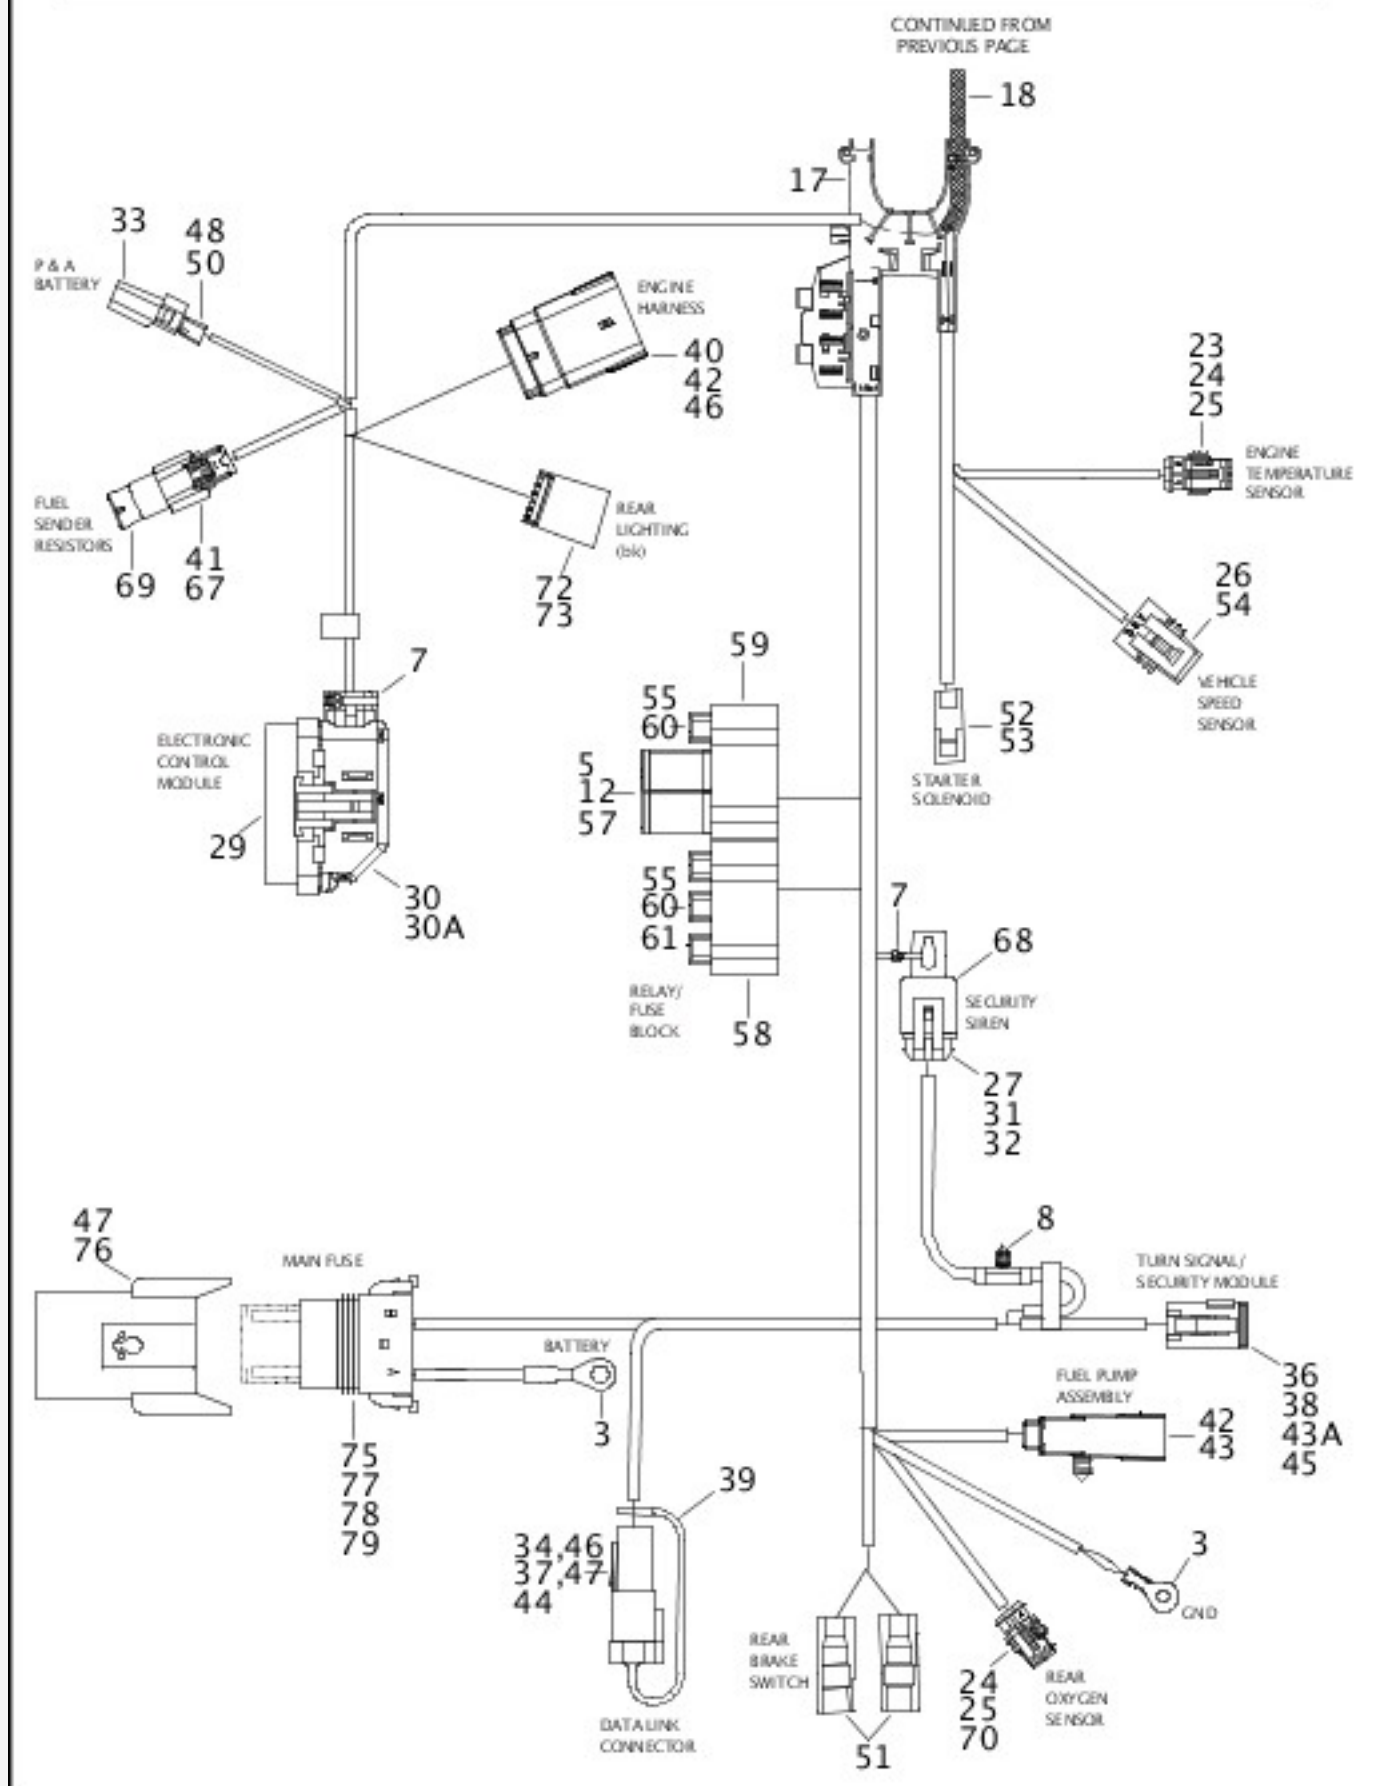 CONTINUED FROM
PREVIOUS PAGE
18
17
33
48
50
P & A
BATTERY
ENGINE
HARNESS
40
42
46
23
24
25
ENGINE
TEMPERATURE
SENSOR
FUEL
SENDER
RESISTORS
69
41
67
REAR
LIGHTING
(bk)
72
73
26
54
VEHICLE
SPEED
SENSOR
7
59
55
60
52
53
STARTER
SOLENOID
ELECTRONIC
CONTROL
MODULE
5
12
57
29
30
30A
55
60
61
7
68
RELAY/
FUSE
BLOCK
58
SECURITY
SIREN
27
31
32
47
76
MAIN FUSE
8
TURN SIGNAL/
SECURITY MODULE
BATTERY
3
FUEL PUMP
ASSEMBLY
36
38
43A
45
42
43
75
77
78
79
39
34,46
37,47
44
3
GND
REAR
BRAKE
SWITCH
24
25
70
REAR
OXYGEN
SENSOR
DATA LINK
CONNECTOR
51